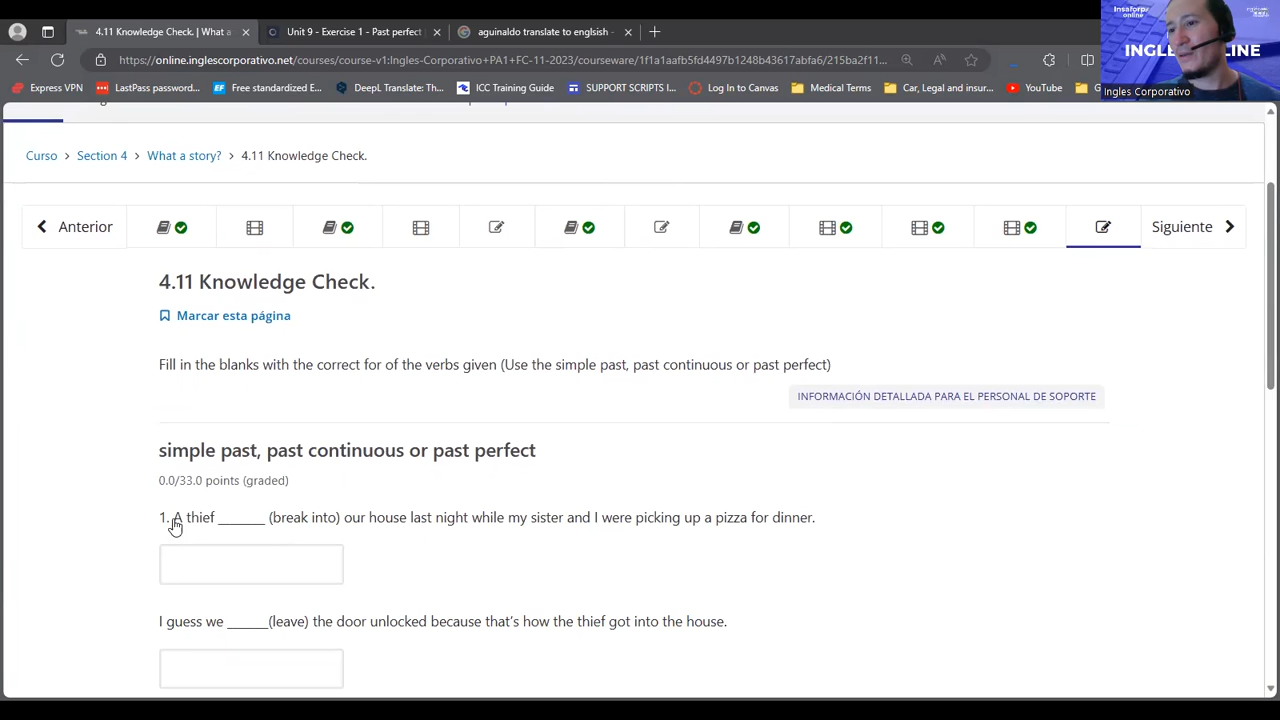 4.11 Knowledge Check. | What a
Unit 9 - Exercise 1 - Past perfect
aguinaldo translate to englsish -
https://online.inglescorporativo.net/courses/course-v1:Ingles-Corporativo+PA1+FC-11-2023/courseware/1f1a1aafb5fd4497b1248b43617abfa6/215ba2f11...
Express VPN
LastPass password...
Free standardized E...
DeepL Translate: Th...
ICC Training Guide
SUPPORT SCRIPTS I...
Log In to Canvas
Medical Terms
Car, Legal and insur...
YouTube
Insaforp
online
INGLES ONLINE
Ingles Corporativo
Curso > Section 4 > What a story? > 4.11 Knowledge Check.
Anterior
Siguiente
4.11 Knowledge Check.
Marcar esta página
Fill in the blanks with the correct for of the verbs given (Use the simple past, past continuous or past perfect)
INFORMACIÓN DETALLADA PARA EL PERSONAL DE SOPORTE
simple past, past continuous or past perfect
0.0/33.0 points (graded)
1. A thief _______ (break into) our house last night while my sister and I were picking up a pizza for dinner.
I guess we ______(leave) the door unlocked because that's how the thief got into the house.